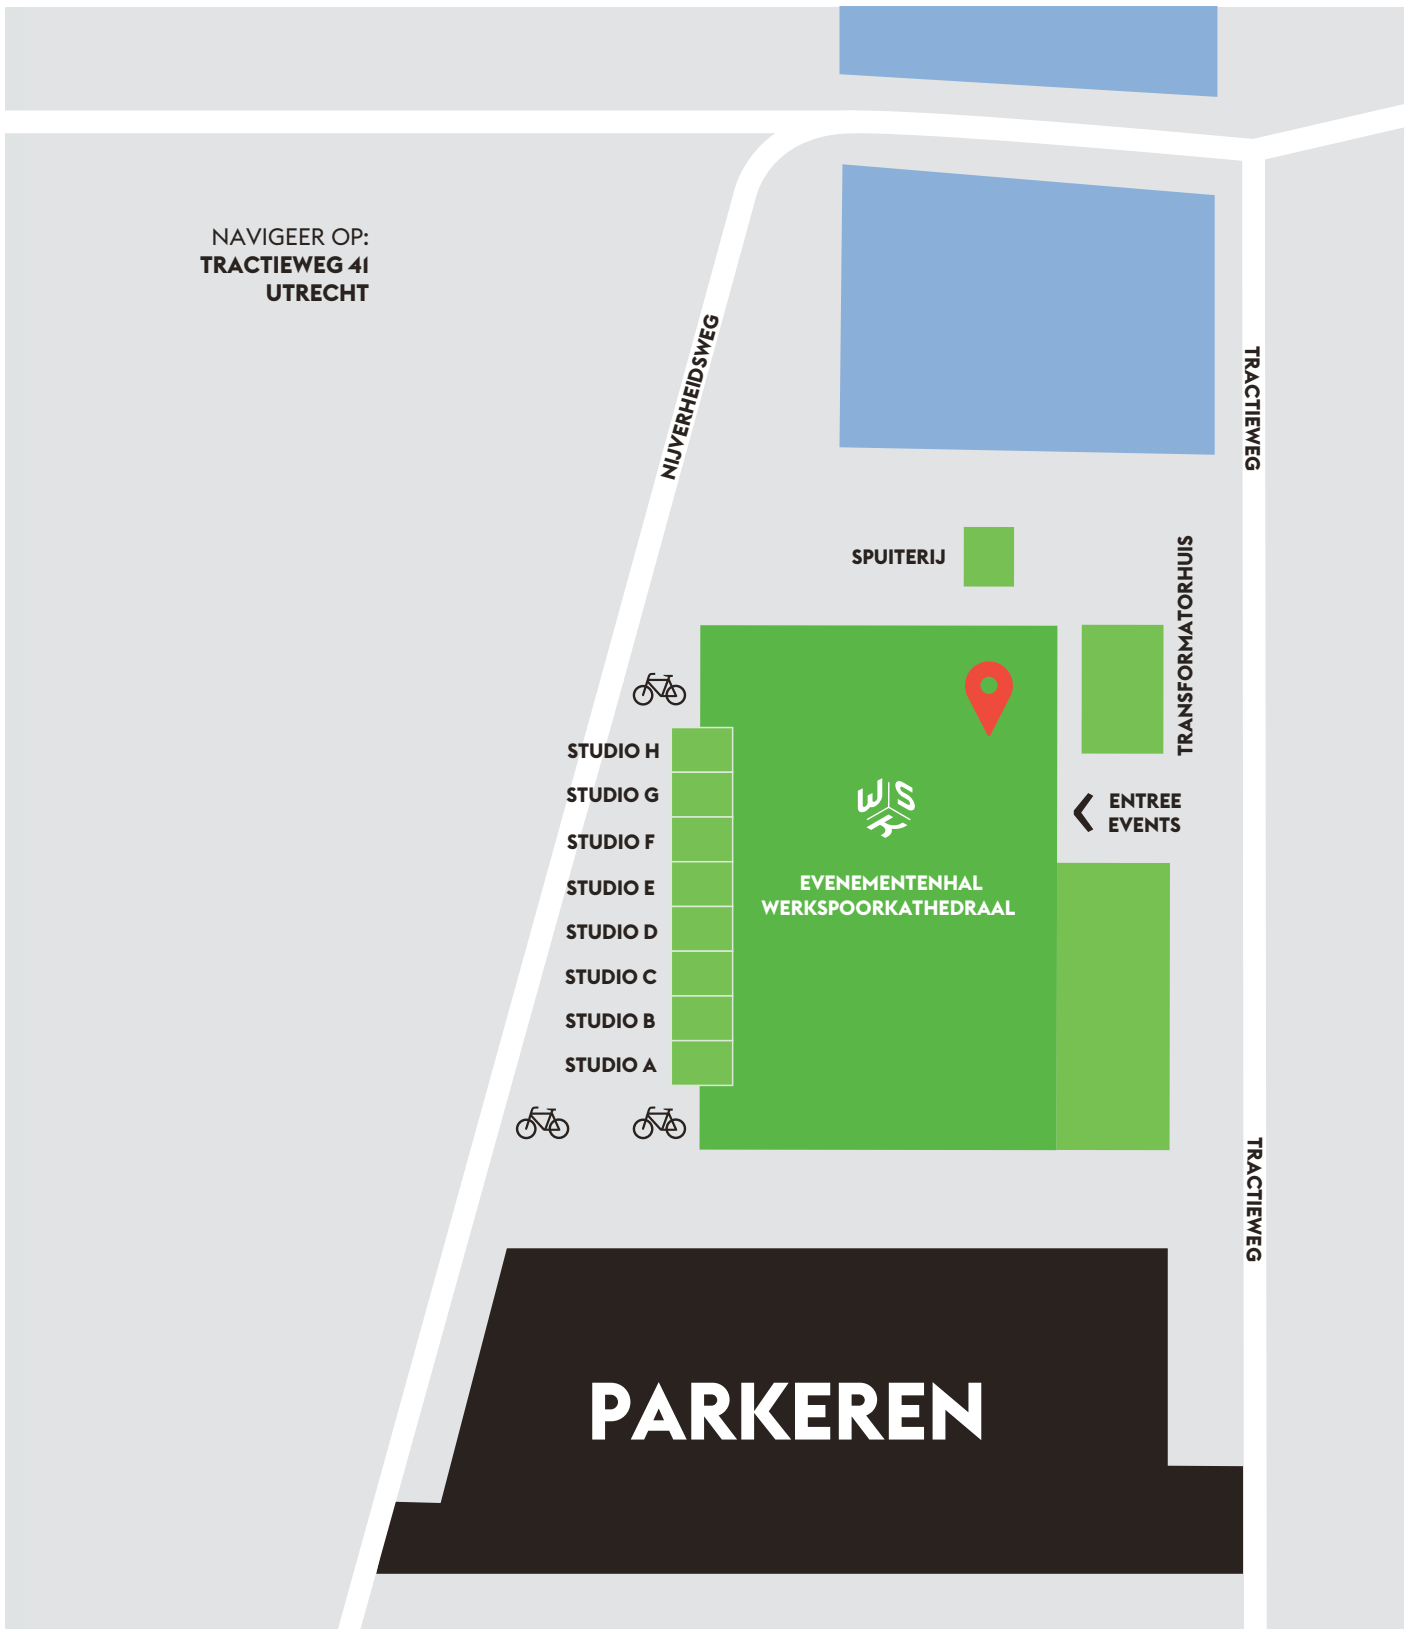 NAVIGEER OP:
TRACTIEWEG 41
UTRECHT
NIJVERHEIDSWEG
TRACTIEWEG
SPUITERIJ
TRANSFORMATORHUIS
STUDIO H
STUDIO G
STUDIO F
STUDIO E
STUDIO D
STUDIO C
STUDIO B
STUDIO A
WSK
EVENEMENTENHAL
WERKSPOORKATHEDRAAL
ENTREE
EVENTS
TRACTIEWEG
PARKEREN